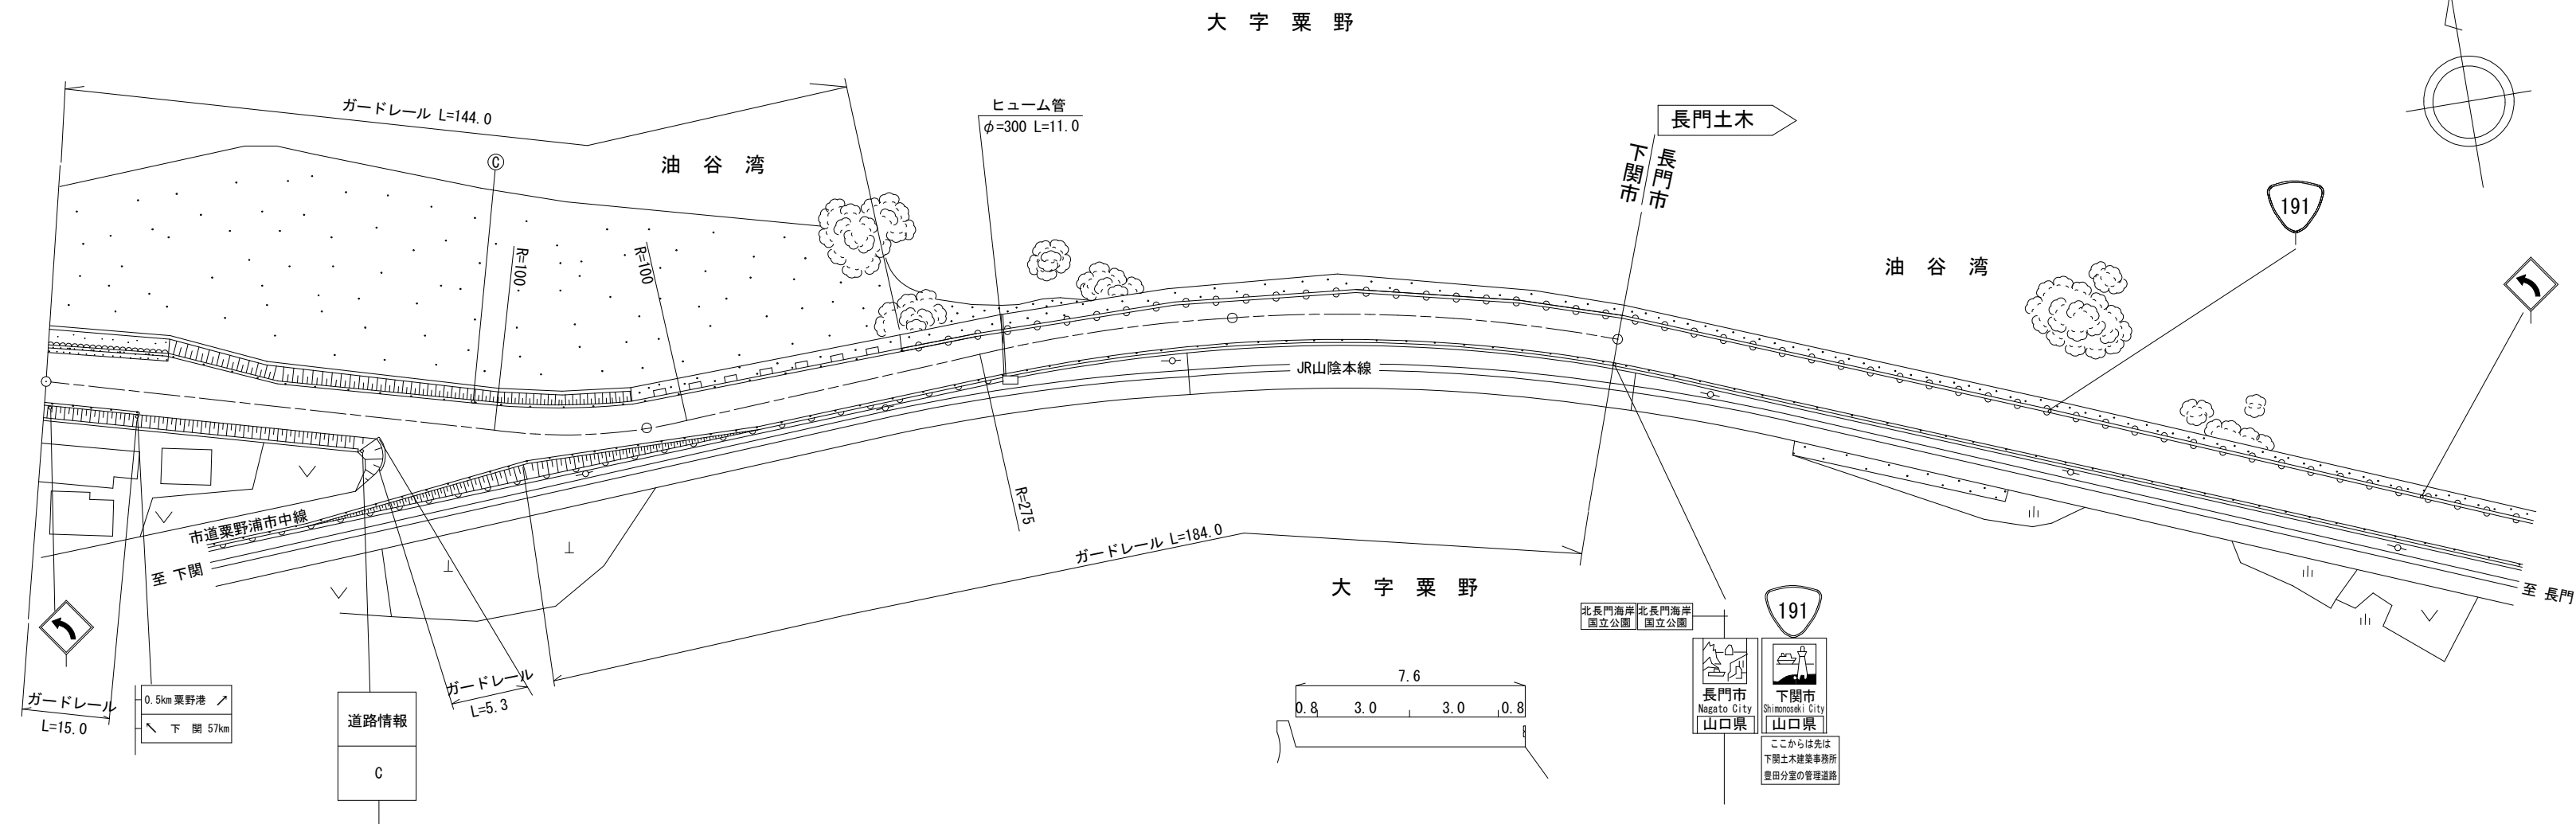 大字粟野
ガードレール L=144.0
ヒューム管
φ=300 L=11.0
長門土木
油谷湾
C
長門市
下関市
191
R=100
R=100
油谷湾
JR山陰本線
R=275
市道粟野浦市中線
至 下関
ガードレール L=184.0
大字粟野
至 長門
北長門海岸
国立公園
北長門海岸
国立公園
191
長門市
Nagato City
山口県
下関市
Shimonoseki City
山口県
ここからは先は
下関土木建築事務所
豊田分室の管理道路
7.6
0.8 3.0 3.0 0.8
ガードレール
L=15.0
0.5km 粟野港 ↗
↖ 下関 57km
道路情報
C
ガードレール
L=5.3